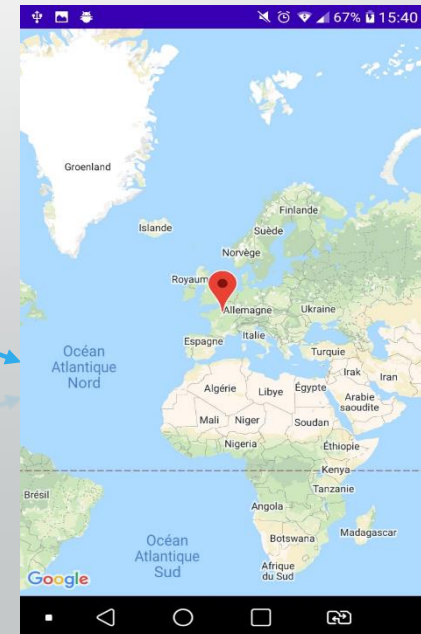 67% 15:40
Groenland
Islande
Finlande
Suède
Norvège
Royaum
Allemagne
Ukraine
Espagne
Italie
Turquie
Océan
Atlantique
Nord
Algérie
Libye
Égypte
Irak
Iran
Arabie
saoudite
Mali
Niger
Soudan
Nigeria
Éthiopie
Kenya
Tanzanie
Brésil
Angola
Océan
Atlantique
Sud
Botswana
Madagascar
Afrique
du Sud
Google